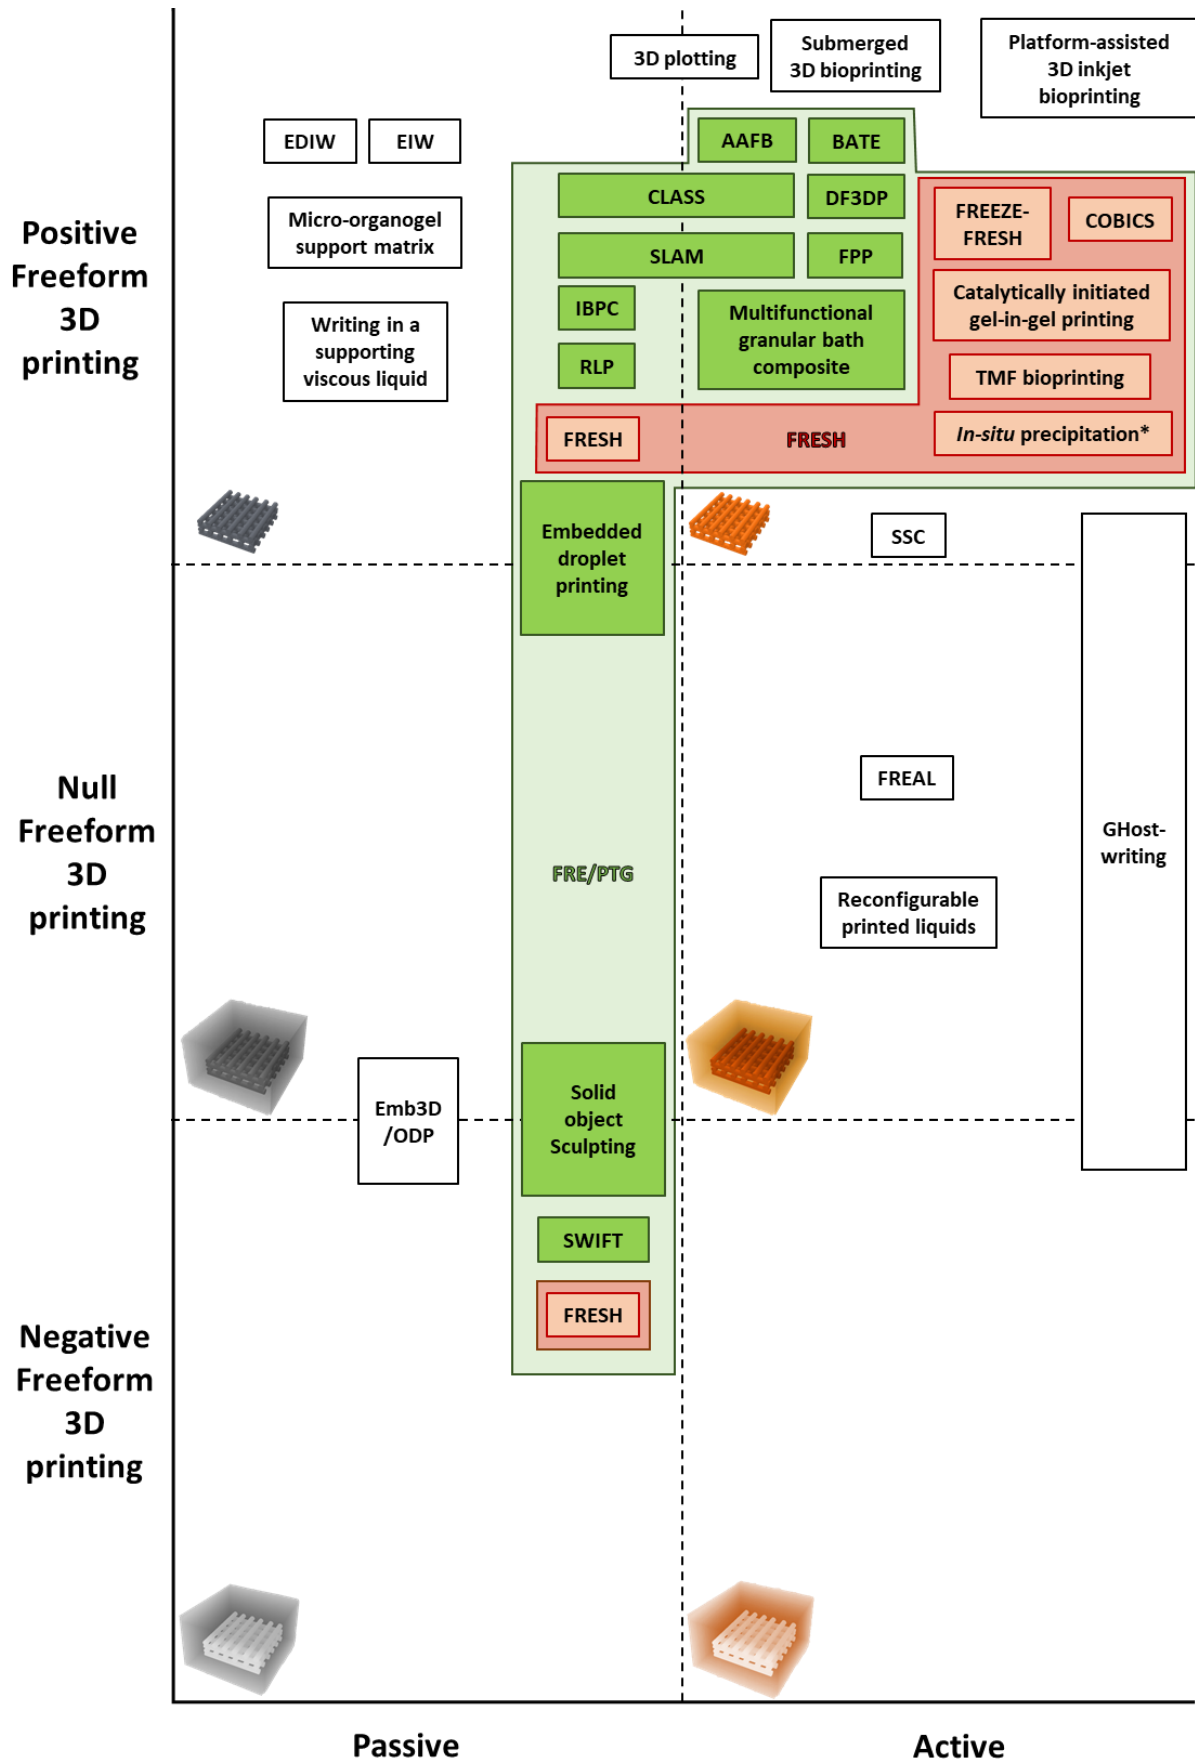 3D plotting
Submerged
3D bioprinting
Platform-assisted
3D inkjet
bioprinting
EDIW
EIW
AAFB
BATE
CLASS
DF3DP
FREEZE-
FRESH
COBICS
Micro-organogel
support matrix
SLAM
FPP
Positive
Freeform
3D
printing
Catalytically initiated
gel-in-gel printing
IBPC
Multifunctional
granular bath
composite
Writing in a
supporting
viscous liquid
RLP
TMF bioprinting
FRESH
FRESH
In-situ precipitation*
Embedded
droplet
printing
SSC
Null
Freeform
3D
printing
FREAL
GHost-
writing
FRE/PTG
Reconfigurable
printed liquids
Emb3D
/ODP
Solid
object
Sculpting
SWIFT
FRESH
Negative
Freeform
3D
printing
Passive
Active